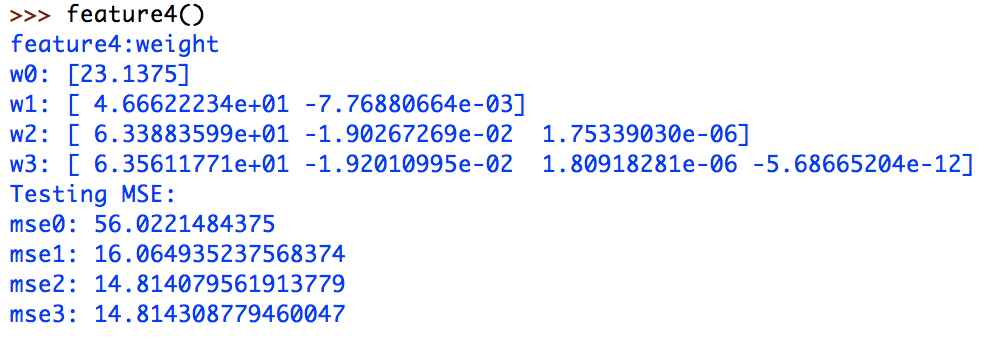 >>> feature4()
feature4:weight
w0: [23.1375]
w1: [ 4.66622234e+01 -7.76880664e-03]
w2: [ 6.33883599e+01 -1.90267269e-02  1.75339030e-06]
w3: [ 6.35611771e+01 -1.92010995e-02  1.80918281e-06 -5.68665204e-12]
Testing MSE:
mse0: 56.0221484375
mse1: 16.064935237568374
mse2: 14.814079561913779
mse3: 14.814308779460047